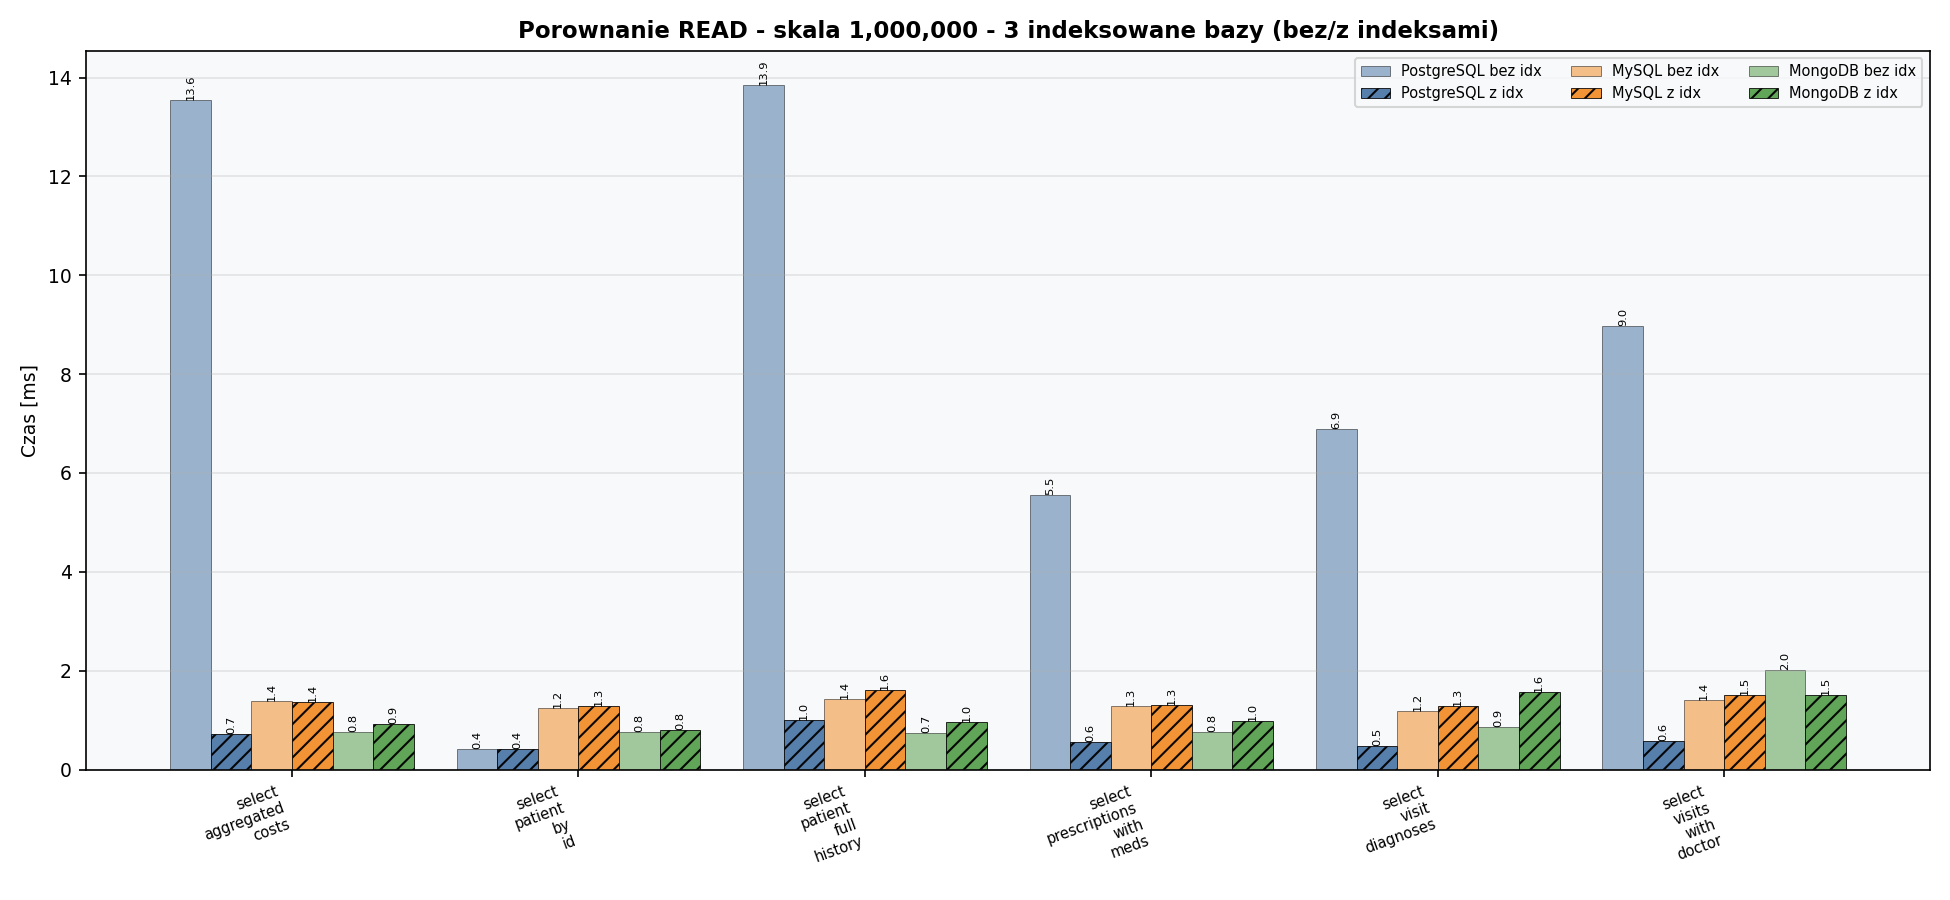 Porownanie READ - skala 1,000,000 - 3 indeksowane bazy (bez/z indeksami)
PostgreSQL bez idx
PostgreSQL z idx
MySQL bez idx
MySQL z idx
MongoDB bez idx
MongoDB z idx
Czas [ms]
14
12
10
8
6
4
2
0
13.6
0.7
1.4
1.4
0.8
0.9
0.4
0.4
1.2
1.3
0.8
0.8
13.9
1.0
1.4
1.6
0.7
1.0
5.5
0.6
1.3
1.3
0.8
1.0
6.9
0.5
1.2
1.3
0.9
1.6
9.0
0.6
1.4
1.5
2.0
1.5
select
aggregated
costs
select
patient
by
id
select
patient
full
history
select
prescriptions
with
meds
select
visit
diagnoses
select
visits
with
doctor